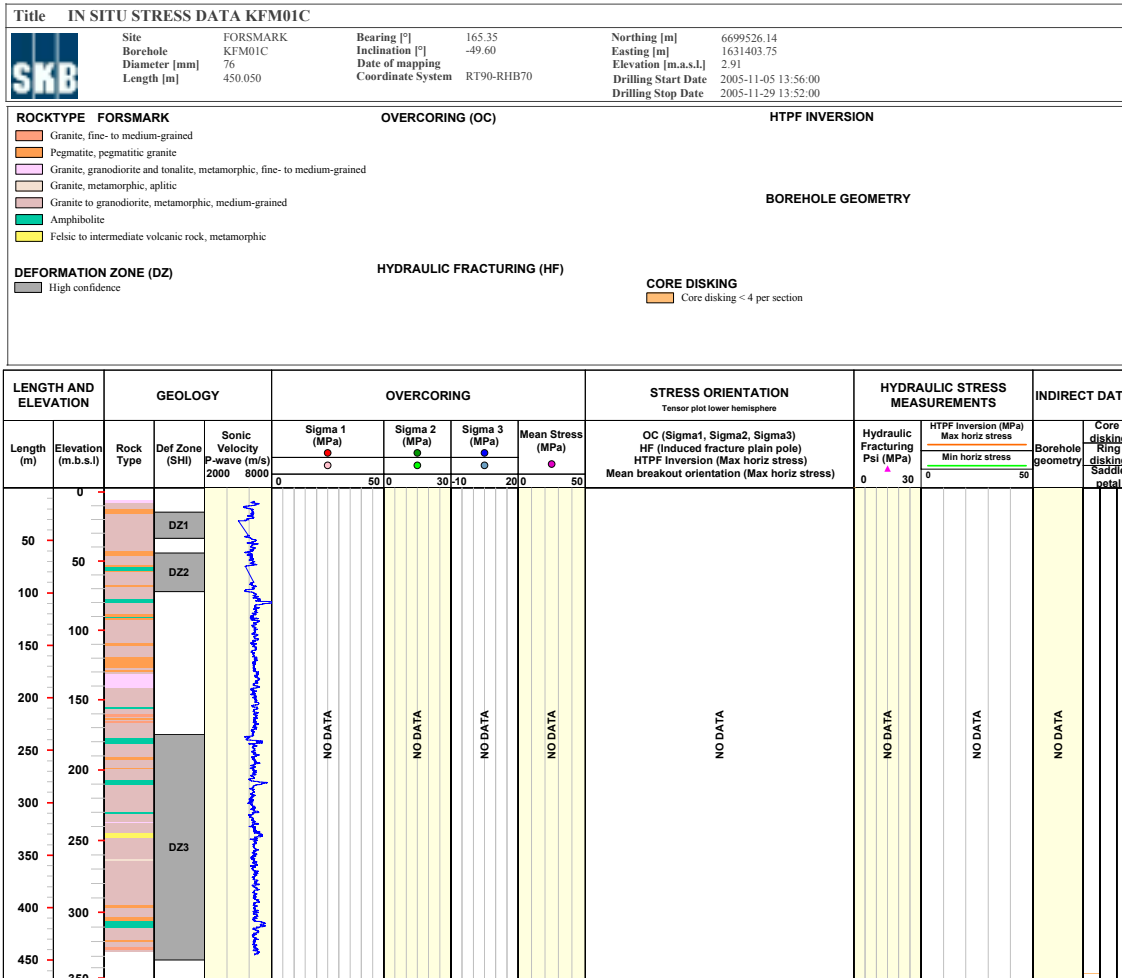 Title IN SITU STRESS DATA KFM01C
SKB
Site FORSMARK Bearing [°] 165.35 Northing [m] 6699526.14
Borehole KFM01C Inclination [°] -49.60 Easting [m] 1631403.75
Diameter [mm] 76 Date of mapping Elevation [m.a.s.l.] 2.91
Length [m] 450.050 Coordinate System RT90-RHB70 Drilling Start Date 2005-11-05 13:56:00
Drilling Stop Date 2005-11-29 13:52:00
ROCKTYPE FORSMARK OVERCORING (OC) HTPF INVERSION
Granite, fine- to medium-grained
Pegmatite, pegmatitic granite
Granite, granodiorite and tonalite, metamorphic, fine- to medium-grained
Granite, metamorphic, aplitic
Granite to granodiorite, metamorphic, medium-grained
Amphibolite
Felsic to intermediate volcanic rock, metamorphic
BOREHOLE GEOMETRY
DEFORMATION ZONE (DZ) HYDRAULIC FRACTURING (HF)
High confidence
CORE DISKING
Core disking < 4 per section
LENGTH AND ELEVATION GEOLOGY OVERCORING STRESS ORIENTATION HYDRAULIC STRESS MEASUREMENTS INDIRECT DAT
Tensor plot lower hemisphere
Length (m)
Elevation (m.b.s.l)
Rock Type
Def Zone (SHI)
Sonic Velocity P-wave (m/s)
2000 8000
Sigma 1 (MPa)
0 50
Sigma 2 (MPa)
0 30
Sigma 3 (MPa)
-10 20
Mean Stress (MPa)
0 50
OC (Sigma1, Sigma2, Sigma3)
HF (Induced fracture plain pole)
HTPF Inversion (Max horiz stress)
Mean breakout orientation (Max horiz stress)
Hydraulic Fracturing Psi (MPa)
0 30
HTPF Inversion (MPa)
Max horiz stress
Min horiz stress
0 50
Borehole geometry
Core disking
Ring disking
Saddle petal
0
DZ1
50
50
DZ2
100
100
150
200
150
NO DATA NO DATA NO DATA NO DATA NO DATA NO DATA NO DATA NO DATA
250
200
300
250
DZ3
350
400
300
450
350